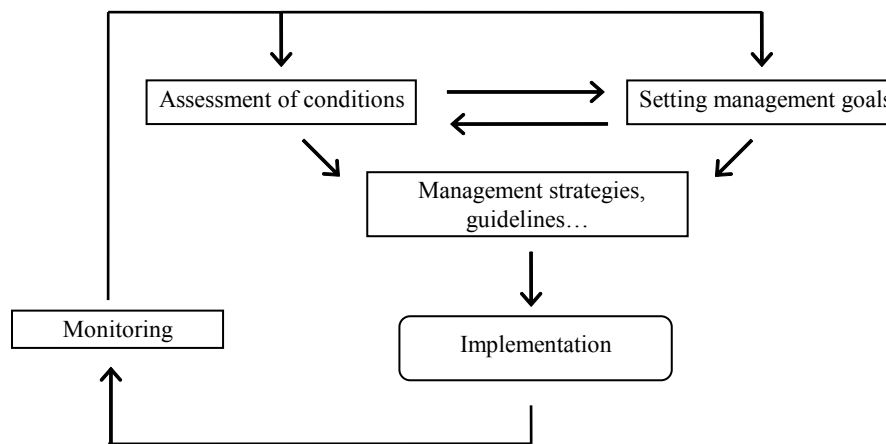 Assessment of conditions
Setting management goals
Management strategies,
guidelines…
Monitoring
Implementation